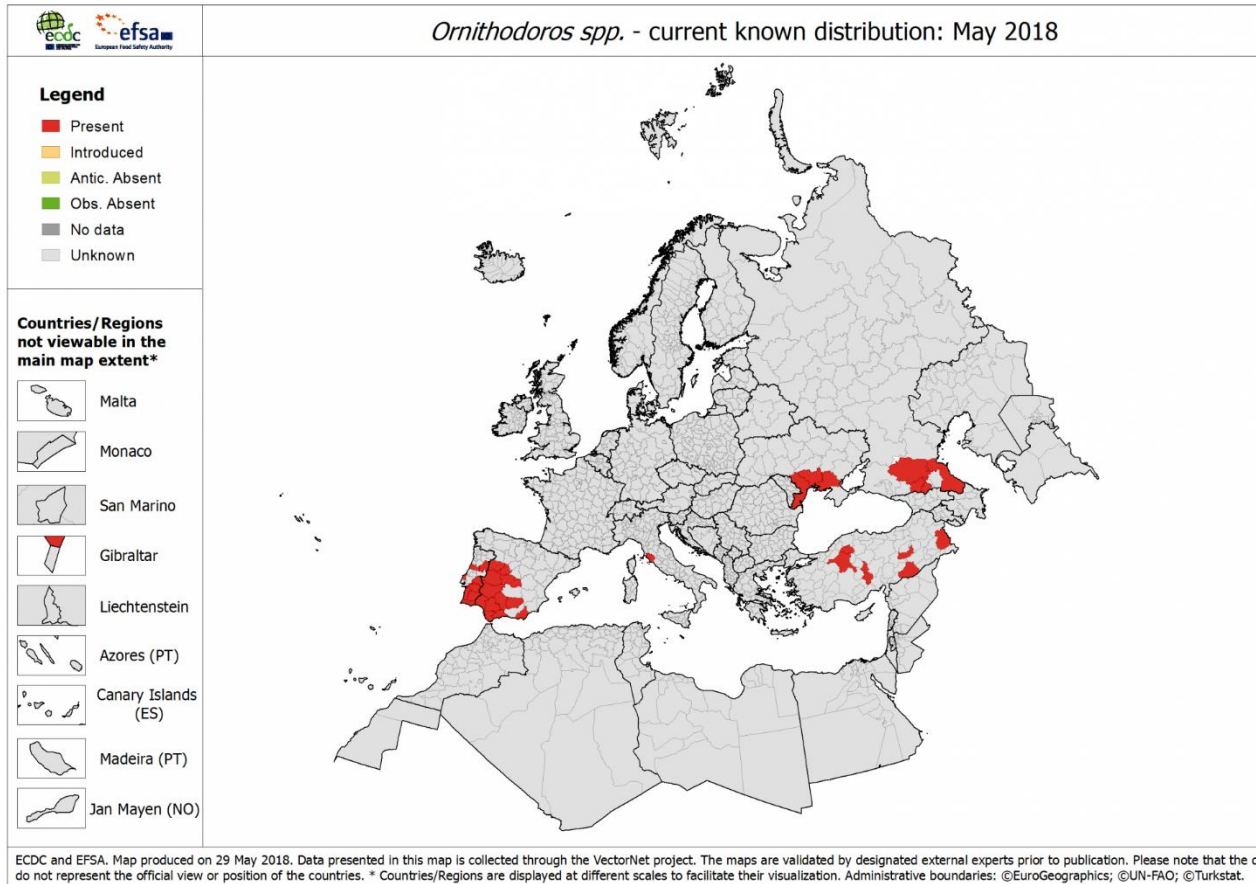 ecdc
efsa
European Food Safety Authority
Ornithodoros spp. - current known distribution: May 2018
Legend
Present
Introduced
Antic. Absent
Obs. Absent
No data
Unknown
Countries/Regions
not viewable in the
main map extent*
Malta
Monaco
San Marino
Gibraltar
Liechtenstein
Azores (PT)
Canary Islands
(ES)
Madeira (PT)
Jan Mayen (NO)
ECDC and EFSA. Map produced on 29 May 2018. Data presented in this map is collected through the VectorNet project. The maps are validated by designated external experts prior to publication. Please note that the
do not represent the official view or position of the countries. * Countries/Regions are displayed at different scales to facilitate their visualization. Administrative boundaries: ©EuroGeographics; ©UN-FAO; ©Turkstat.